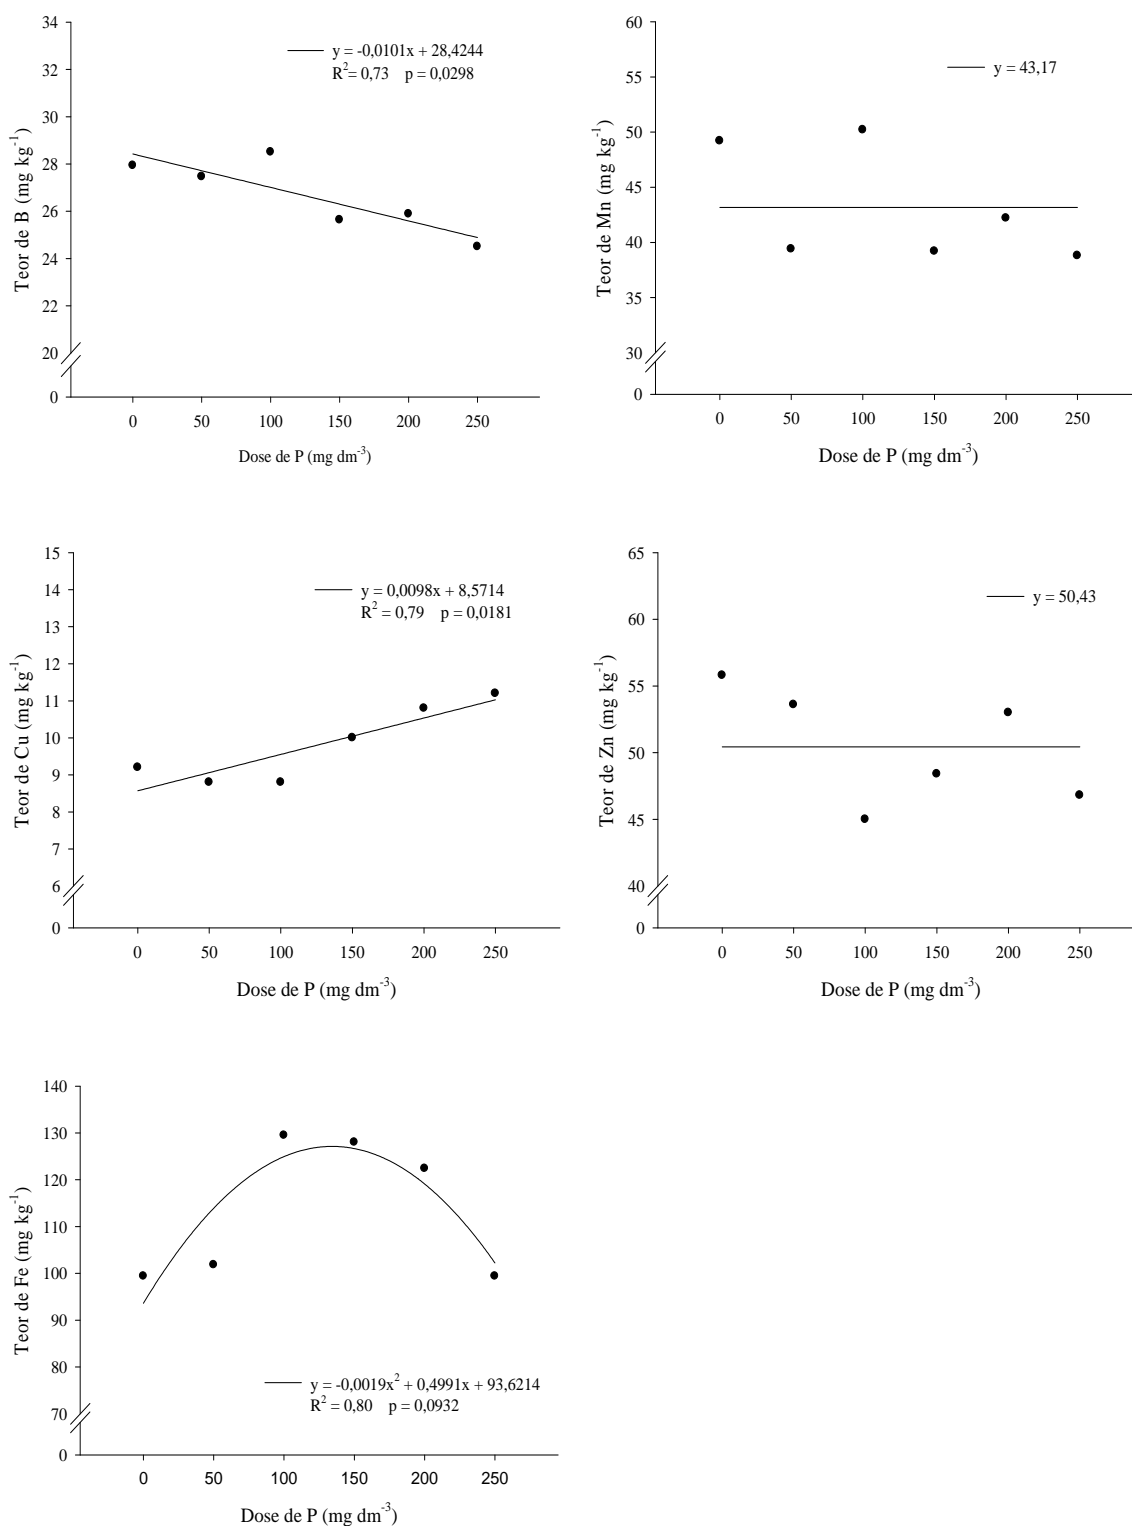 34
32
30
28
26
24
22
20
0
Teor de B (mg kg⁻¹)
y = -0,0101x + 28,4244
R²= 0,73 p = 0,0298
0 50 100 150 200 250
Dose de P (mg dm⁻³)
60
55
50
45
40
35
30
0
Teor de Mn (mg kg⁻¹)
y = 43,17
0 50 100 150 200 250
Dose de P (mg dm⁻³)
15
14
13
12
11
10
9
8
7
6
0
Teor de Cu (mg kg⁻¹)
y = 0,0098x + 8,5714
R² = 0,79 p = 0,0181
0 50 100 150 200 250
Dose de P (mg dm⁻³)
65
60
55
50
45
40
0
Teor de Zn (mg kg⁻¹)
y = 50,43
0 50 100 150 200 250
Dose de P (mg dm⁻³)
140
130
120
110
100
90
80
70
0
Teor de Fe (mg kg⁻¹)
y = -0,0019x² + 0,4991x + 93,6214
R² = 0,80 p = 0,0932
0 50 100 150 200 250
Dose de P (mg dm⁻³)